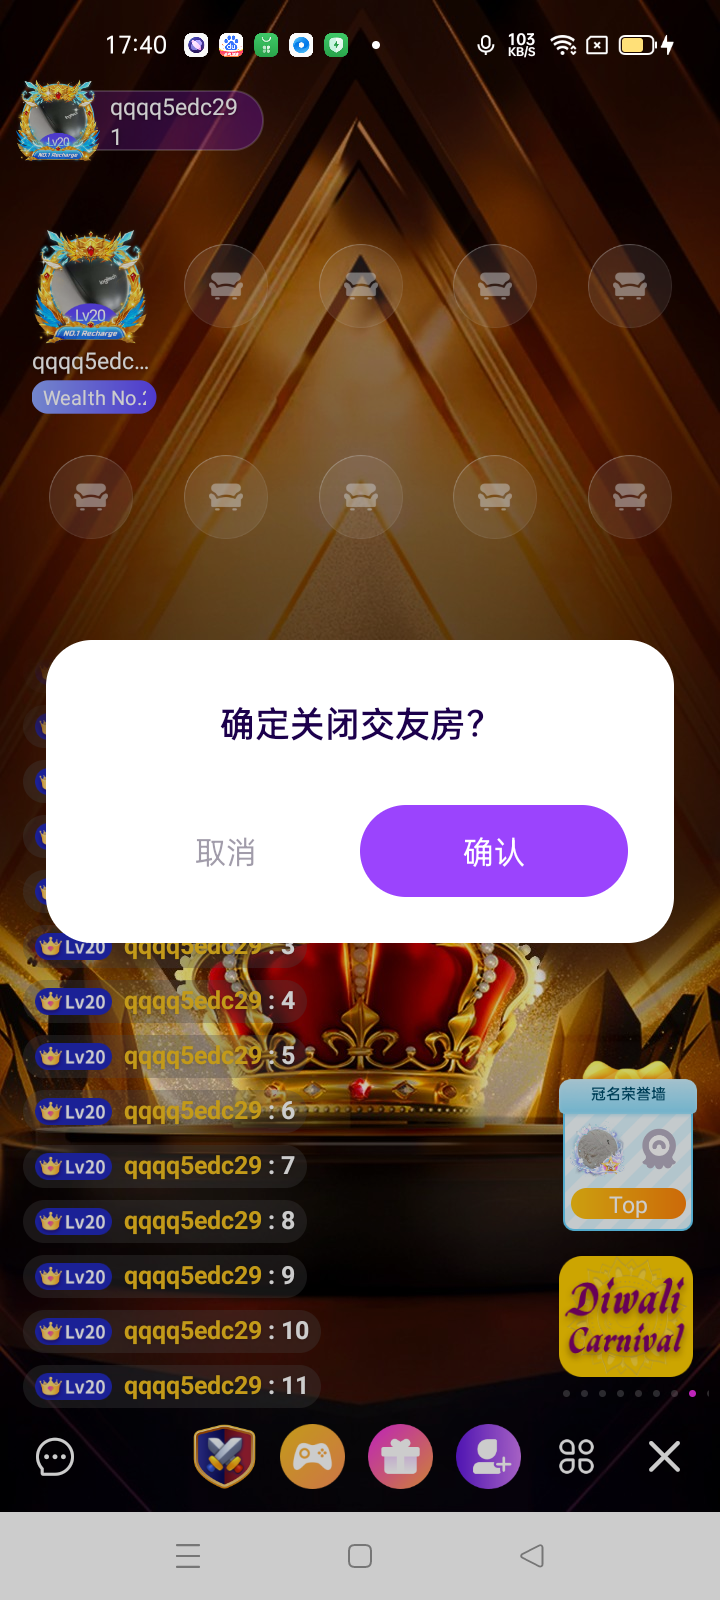 17:40
103
KB/S
qqqq5edc29
1
Lv20
NO.1 Recharge
Lv20
NO.1 Recharge
qqqq5edc...
Wealth No.2
确定关闭交友房?
取消
确认
Lv20 qqqq5edc29 : 3
Lv20 qqqq5edc29 : 4
Lv20 qqqq5edc29 : 5
Lv20 qqqq5edc29 : 6
Lv20 qqqq5edc29 : 7
Lv20 qqqq5edc29 : 8
Lv20 qqqq5edc29 : 9
Lv20 qqqq5edc29 : 10
Lv20 qqqq5edc29 : 11
冠名荣誉墙
Top
Diwali
Carnival